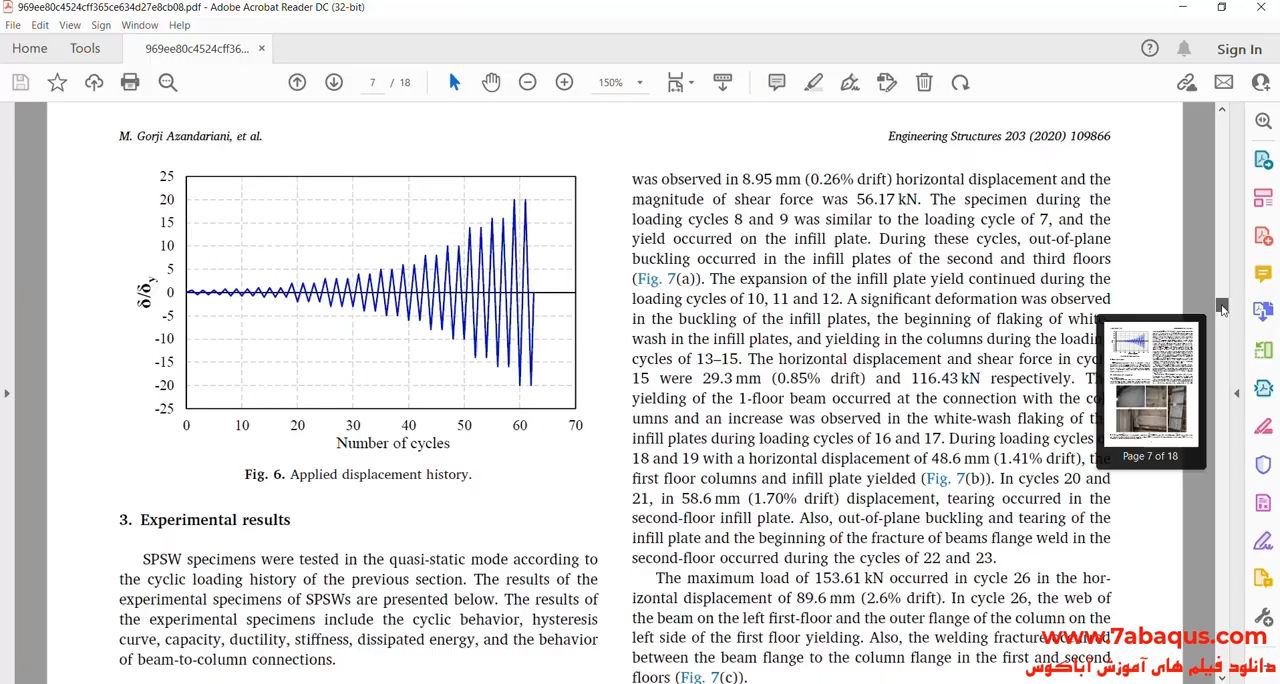 969ee80c4524cff365ce634d27e8cb08.pdf - Adobe Acrobat Reader DC (32-bit)
File Edit View Sign Window Help
Home Tools 969ee80c4524cff36... × Sign In
7 / 18 150%
M. Gorji Azandariani, et al.
Engineering Structures 203 (2020) 109866
25
20
15
10
5
0
-5
-10
-15
-20
-25
δ/δy
0 10 20 30 40 50 60 70
Number of cycles
Fig. 6. Applied displacement history.
3. Experimental results
SPSW specimens were tested in the quasi-static mode according to
the cyclic loading history of the previous section. The results of the
experimental specimens of SPSWs are presented below. The results of
the experimental specimens include the cyclic behavior, hysteresis
curve, capacity, ductility, stiffness, dissipated energy, and the behavior
of beam-to-column connections.
was observed in 8.95 mm (0.26% drift) horizontal displacement and the
magnitude of shear force was 56.17 kN. The specimen during the
loading cycles 8 and 9 was similar to the loading cycle of 7, and the
yield occurred on the infill plate. During these cycles, out-of-plane
buckling occurred in the infill plates of the second and third floors
(Fig. 7(a)). The expansion of the infill plate yield continued during the
loading cycles of 10, 11 and 12. A significant deformation was observed
in the buckling of the infill plates, the beginning of flaking of white-
wash in the infill plates, and yielding in the columns during the loadin
cycles of 13–15. The horizontal displacement and shear force in cycl
15 were 29.3 mm (0.85% drift) and 116.43 kN respectively. Th
yielding of the 1-floor beam occurred at the connection with the co
umns and an increase was observed in the white-wash flaking of th
infill plates during loading cycles of 16 and 17. During loading cycles
18 and 19 with a horizontal displacement of 48.6 mm (1.41% drift), the
first floor columns and infill plate yielded (Fig. 7(b)). In cycles 20 and
21, in 58.6 mm (1.70% drift) displacement, tearing occurred in the
second-floor infill plate. Also, out-of-plane buckling and tearing of the
infill plate and the beginning of the fracture of beams flange weld in the
second-floor occurred during the cycles of 22 and 23.
The maximum load of 153.61 kN occurred in cycle 26 in the hor-
izontal displacement of 89.6 mm (2.6% drift). In cycle 26, the web of
the beam on the left first-floor and the outer flange of the column on the
left side of the first floor yielding. Also, the welding fracture occurred
between the beam flange to the column flange in the first and second
floors (Fig. 7(c)).
Page 7 of 18
www.7abaqus.com
دانلود فیلم های آموزش آباکوس